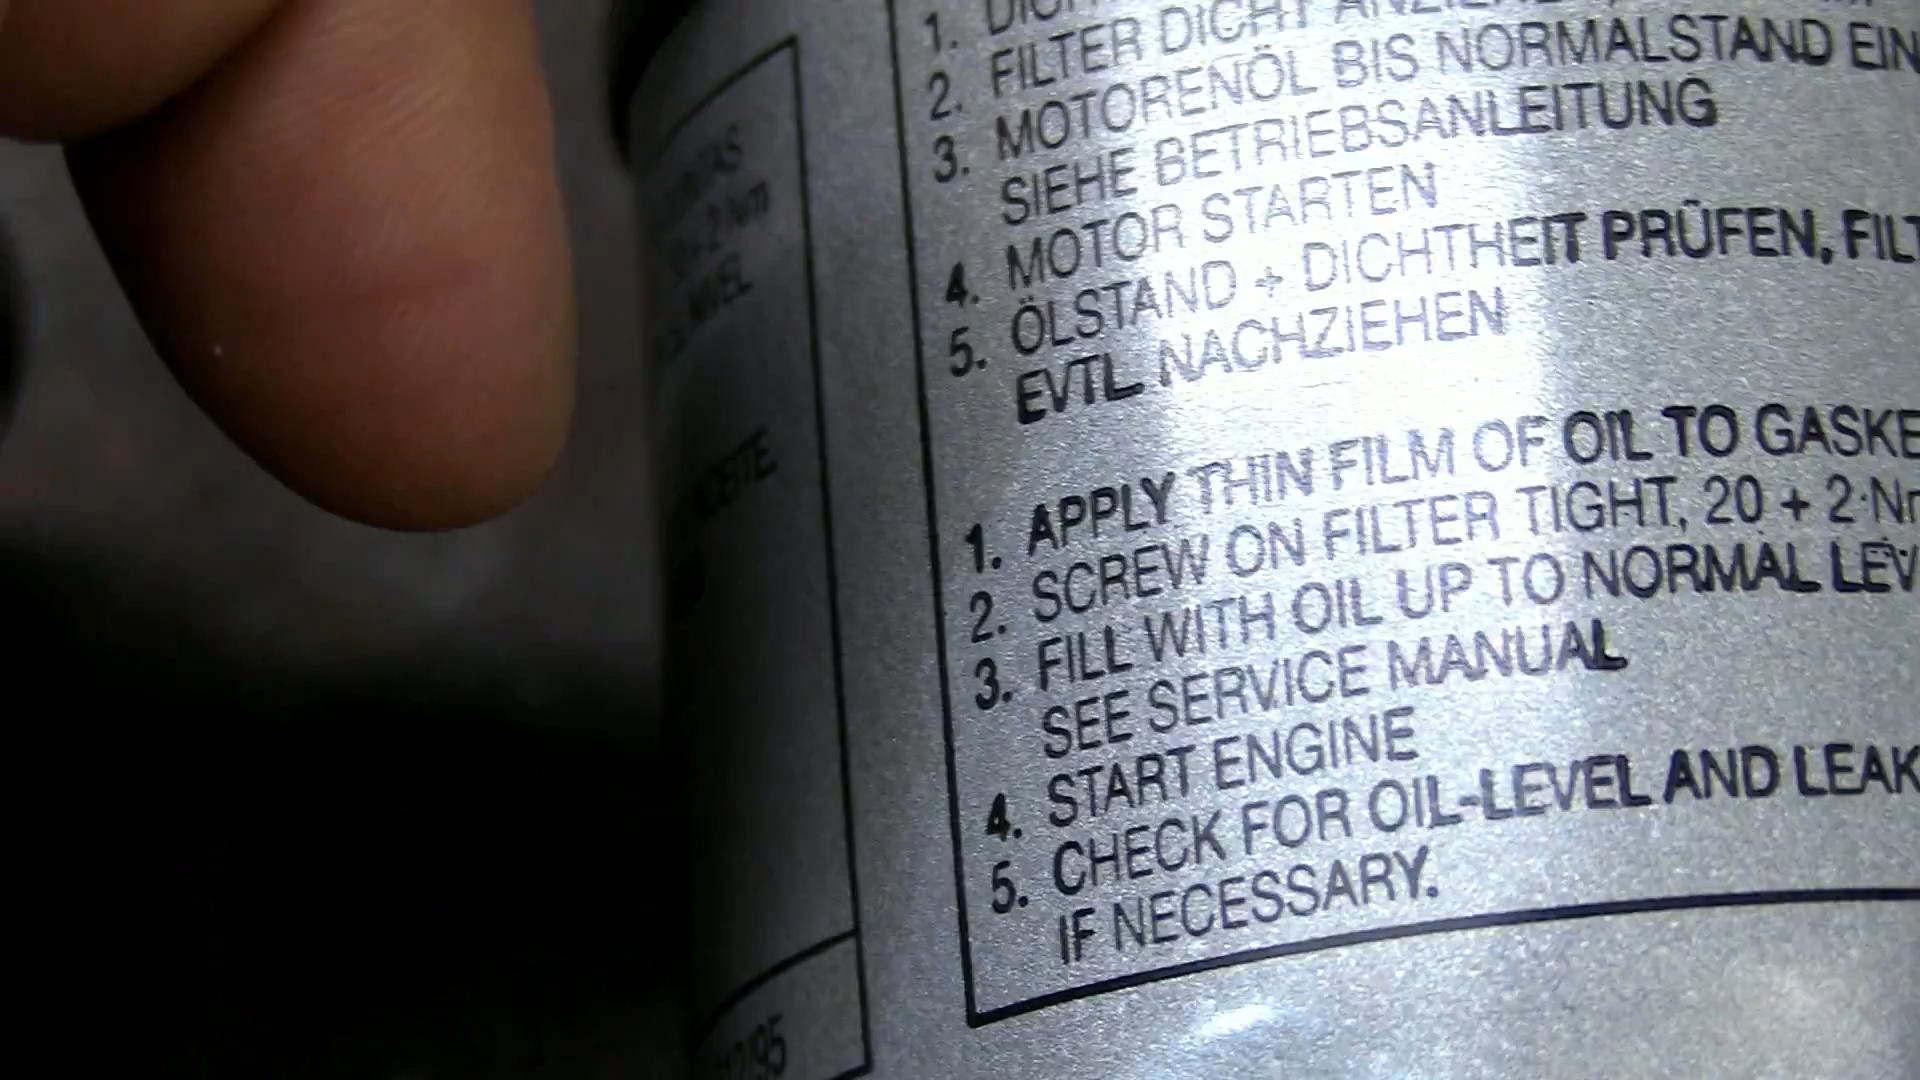 1.
2. FILTER DICHT
3. MOTORENÖL BIS NORMALSTAND EIN
SIEHE BETRIEBSANLEITUNG
4. MOTOR STARTEN
5. ÖLSTAND + DICHTHEIT PRÜFEN, FILT
EVTL. NACHZIEHEN
1. APPLY THIN FILM OF OIL TO GASKE
2. SCREW ON FILTER TIGHT, 20 + 2·N
3. FILL WITH OIL UP TO NORMAL LEV
SEE SERVICE MANUAL
4. START ENGINE
5. CHECK FOR OIL-LEVEL AND LEAK
IF NECESSARY.